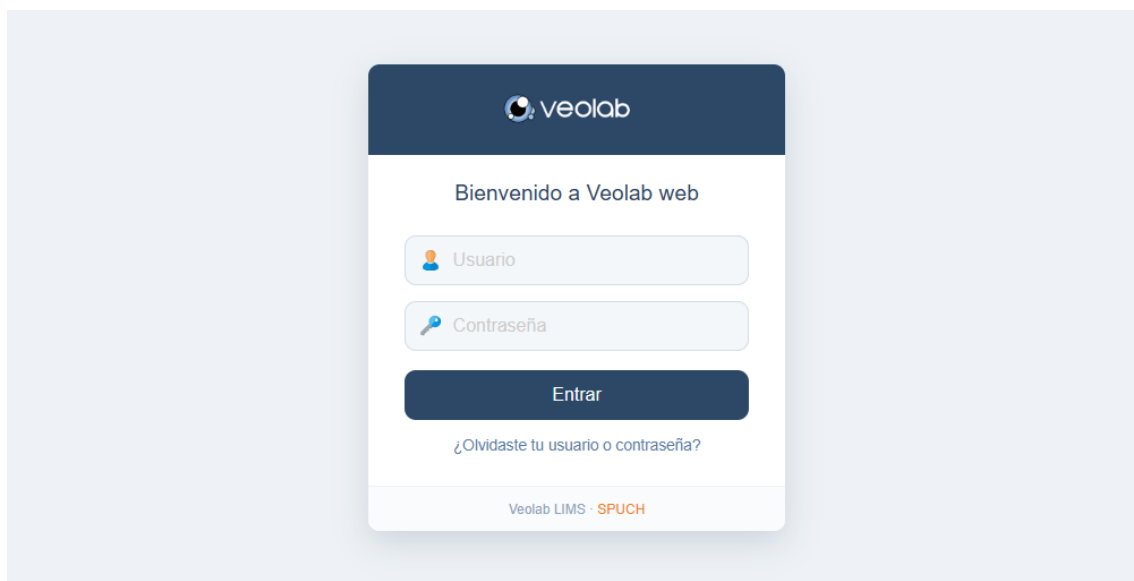 veolab
Bienvenido a Veolab web
Usuario
Contraseña
Entrar
¿Olvidaste tu usuario o contraseña?
Veolab LIMS · SPUCH